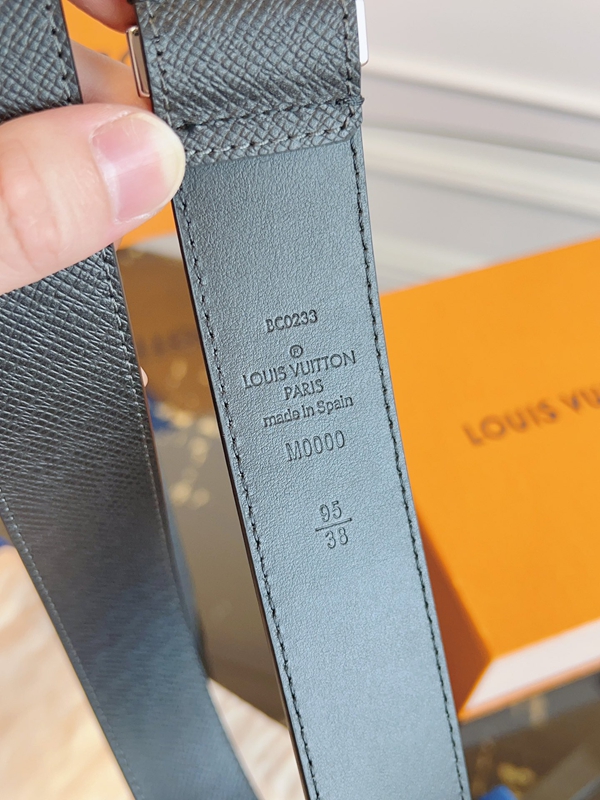 BC0233
®
LOUIS VUITTON
PARIS
made in Spain
M0000
95
38
LOUIS VU